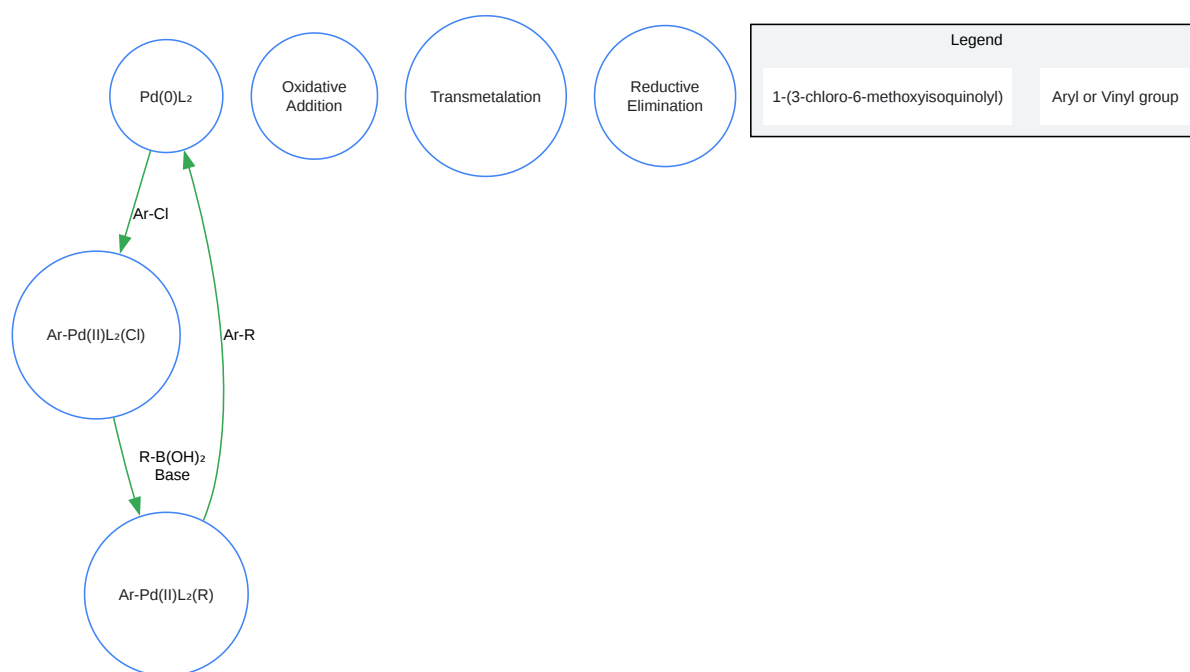 Pd(0)L₂
Oxidative
Addition
Transmetalation
Reductive
Elimination
Legend
1-(3-chloro-6-methoxyisoquinolyl)
Aryl or Vinyl group
Ar-Cl
Ar-Pd(II)L₂(Cl)
Ar-R
R-B(OH)₂
Base
Ar-Pd(II)L₂(R)